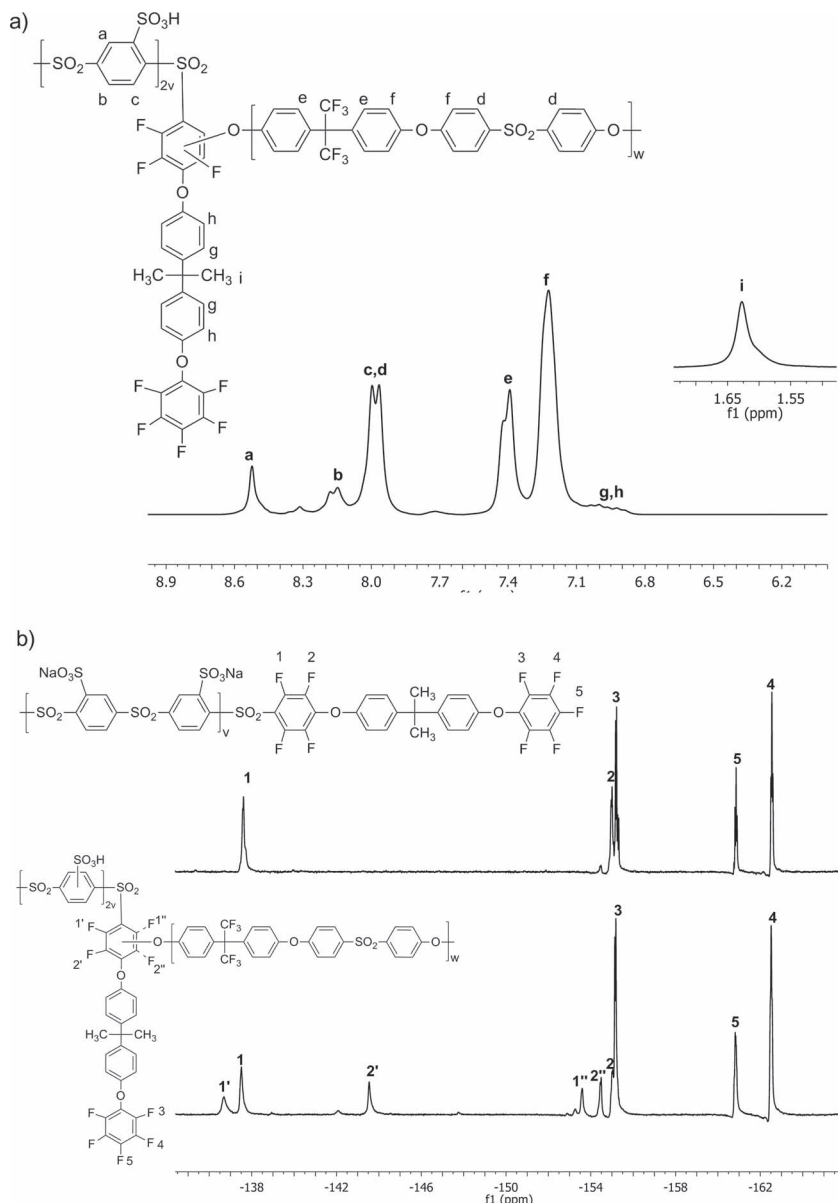 a)
SO₃H
a
SO₂
2v
SO₂
b
c
e
CF₃
e
f
f
d
d
F
O
O
SO₂
O
F
F
CF₃
w
O
h
g
H₃C
CH₃
i
g
h
O
F
F
F
F
F
a
b
c,d
e
f
g,h
i
1.65
1.55
f1 (ppm)
8.9
8.6
8.3
8.0
7.7
7.4
7.1
6.8
6.5
6.2
b)
NaO₃S
SO₃Na
1
2
3
4
F
F
F
F
5
SO₂
SO₂
v
SO₂
O
CH₃
CH₃
O
F
F
F
F
F
1
2
3
5
4
SO₃H
SO₂
2v
SO₂
1'
F
F
1"
CF₃
O
O
SO₂
O
2'
F
F
2"
CF₃
w
O
H₃C
CH₃
O
F
F
3
F
F
4
F
5
1'
1
2'
1"
2"
2
3
5
4
-138
-142
-146
-150
-154
-158
-162
f1 (ppm)